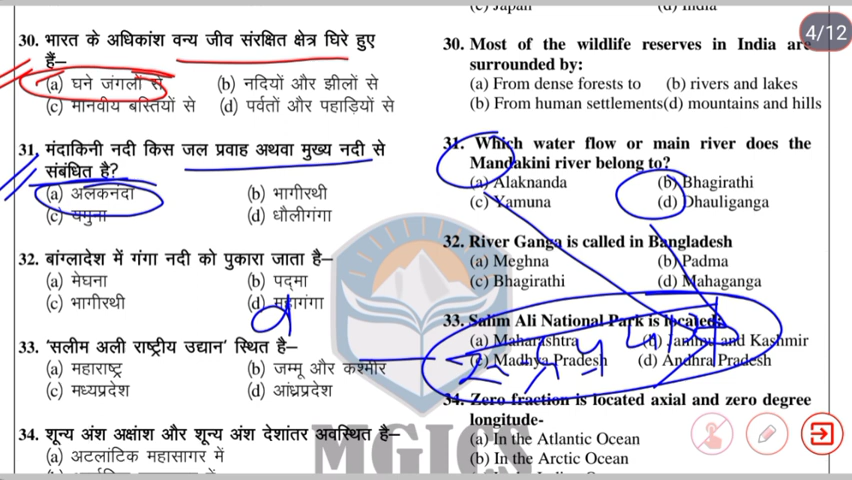 30. भारत के अधिकांश वन्य जीव संरक्षित क्षेत्र घिरे हुए
हैं–
(a) घने जंगलों से (b) नदियों और झीलों से
(c) मानवीय बस्तियों से (d) पर्वतों और पहाड़ियों से
31. मंदाकिनी नदी किस जल प्रवाह अथवा मुख्य नदी से
संबंधित है?
(a) अलकनंदा (b) भागीरथी
(c) यमुना (d) धौलीगंगा
32. बांग्लादेश में गंगा नदी को पुकारा जाता है–
(a) मेघना (b) पद्मा
(c) भागीरथी (d) महागंगा
d
33. ‘सलीम अली राष्ट्रीय उद्यान’ स्थित है–
(a) महाराष्ट्र (b) जम्मू और कश्मीर
(c) मध्यप्रदेश (d) आंध्रप्रदेश
34. शून्य अंश अक्षांश और शून्य अंश देशांतर अवस्थित है–
(a) अटलांटिक महासागर में
(c) Japan (d) India
4/12
30. Most of the wildlife reserves in India are
surrounded by:
(a) From dense forests to (b) rivers and lakes
(b) From human settlements(d) mountains and hills
31. Which water flow or main river does the
Mandakini river belong to?
(a) Alaknanda (b) Bhagirathi
(c) Yamuna (d) Dhauliganga
32. River Ganga is called in Bangladesh
(a) Meghna (b) Padma
(c) Bhagirathi (d) Mahaganga
33. Salim Ali National Park is located:
(a) Maharashtra (b) Jammu and Kashmir
(c) Madhya Pradesh (d) Andhra Pradesh
34. Zero fraction is located axial and zero degree
longitude-
(a) In the Atlantic Ocean
(b) In the Arctic Ocean
MGICS